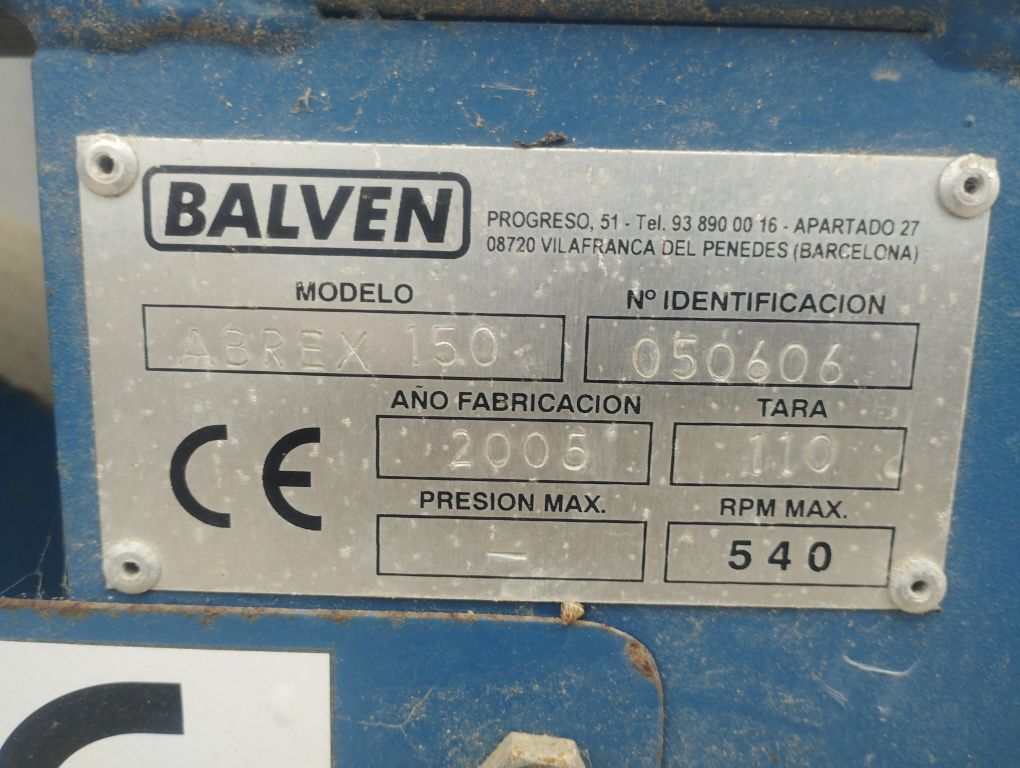 BALVEN
PROGRESO, 51 - Tel. 93 890 00 16 - APARTADO 27
08720 VILAFRANCA DEL PENEDES (BARCELONA)
MODELO
ABREX 150
Nº IDENTIFICACION
050606
AÑO FABRICACION
2005
TARA
110
CE
PRESION MAX.
-
RPM MAX.
540